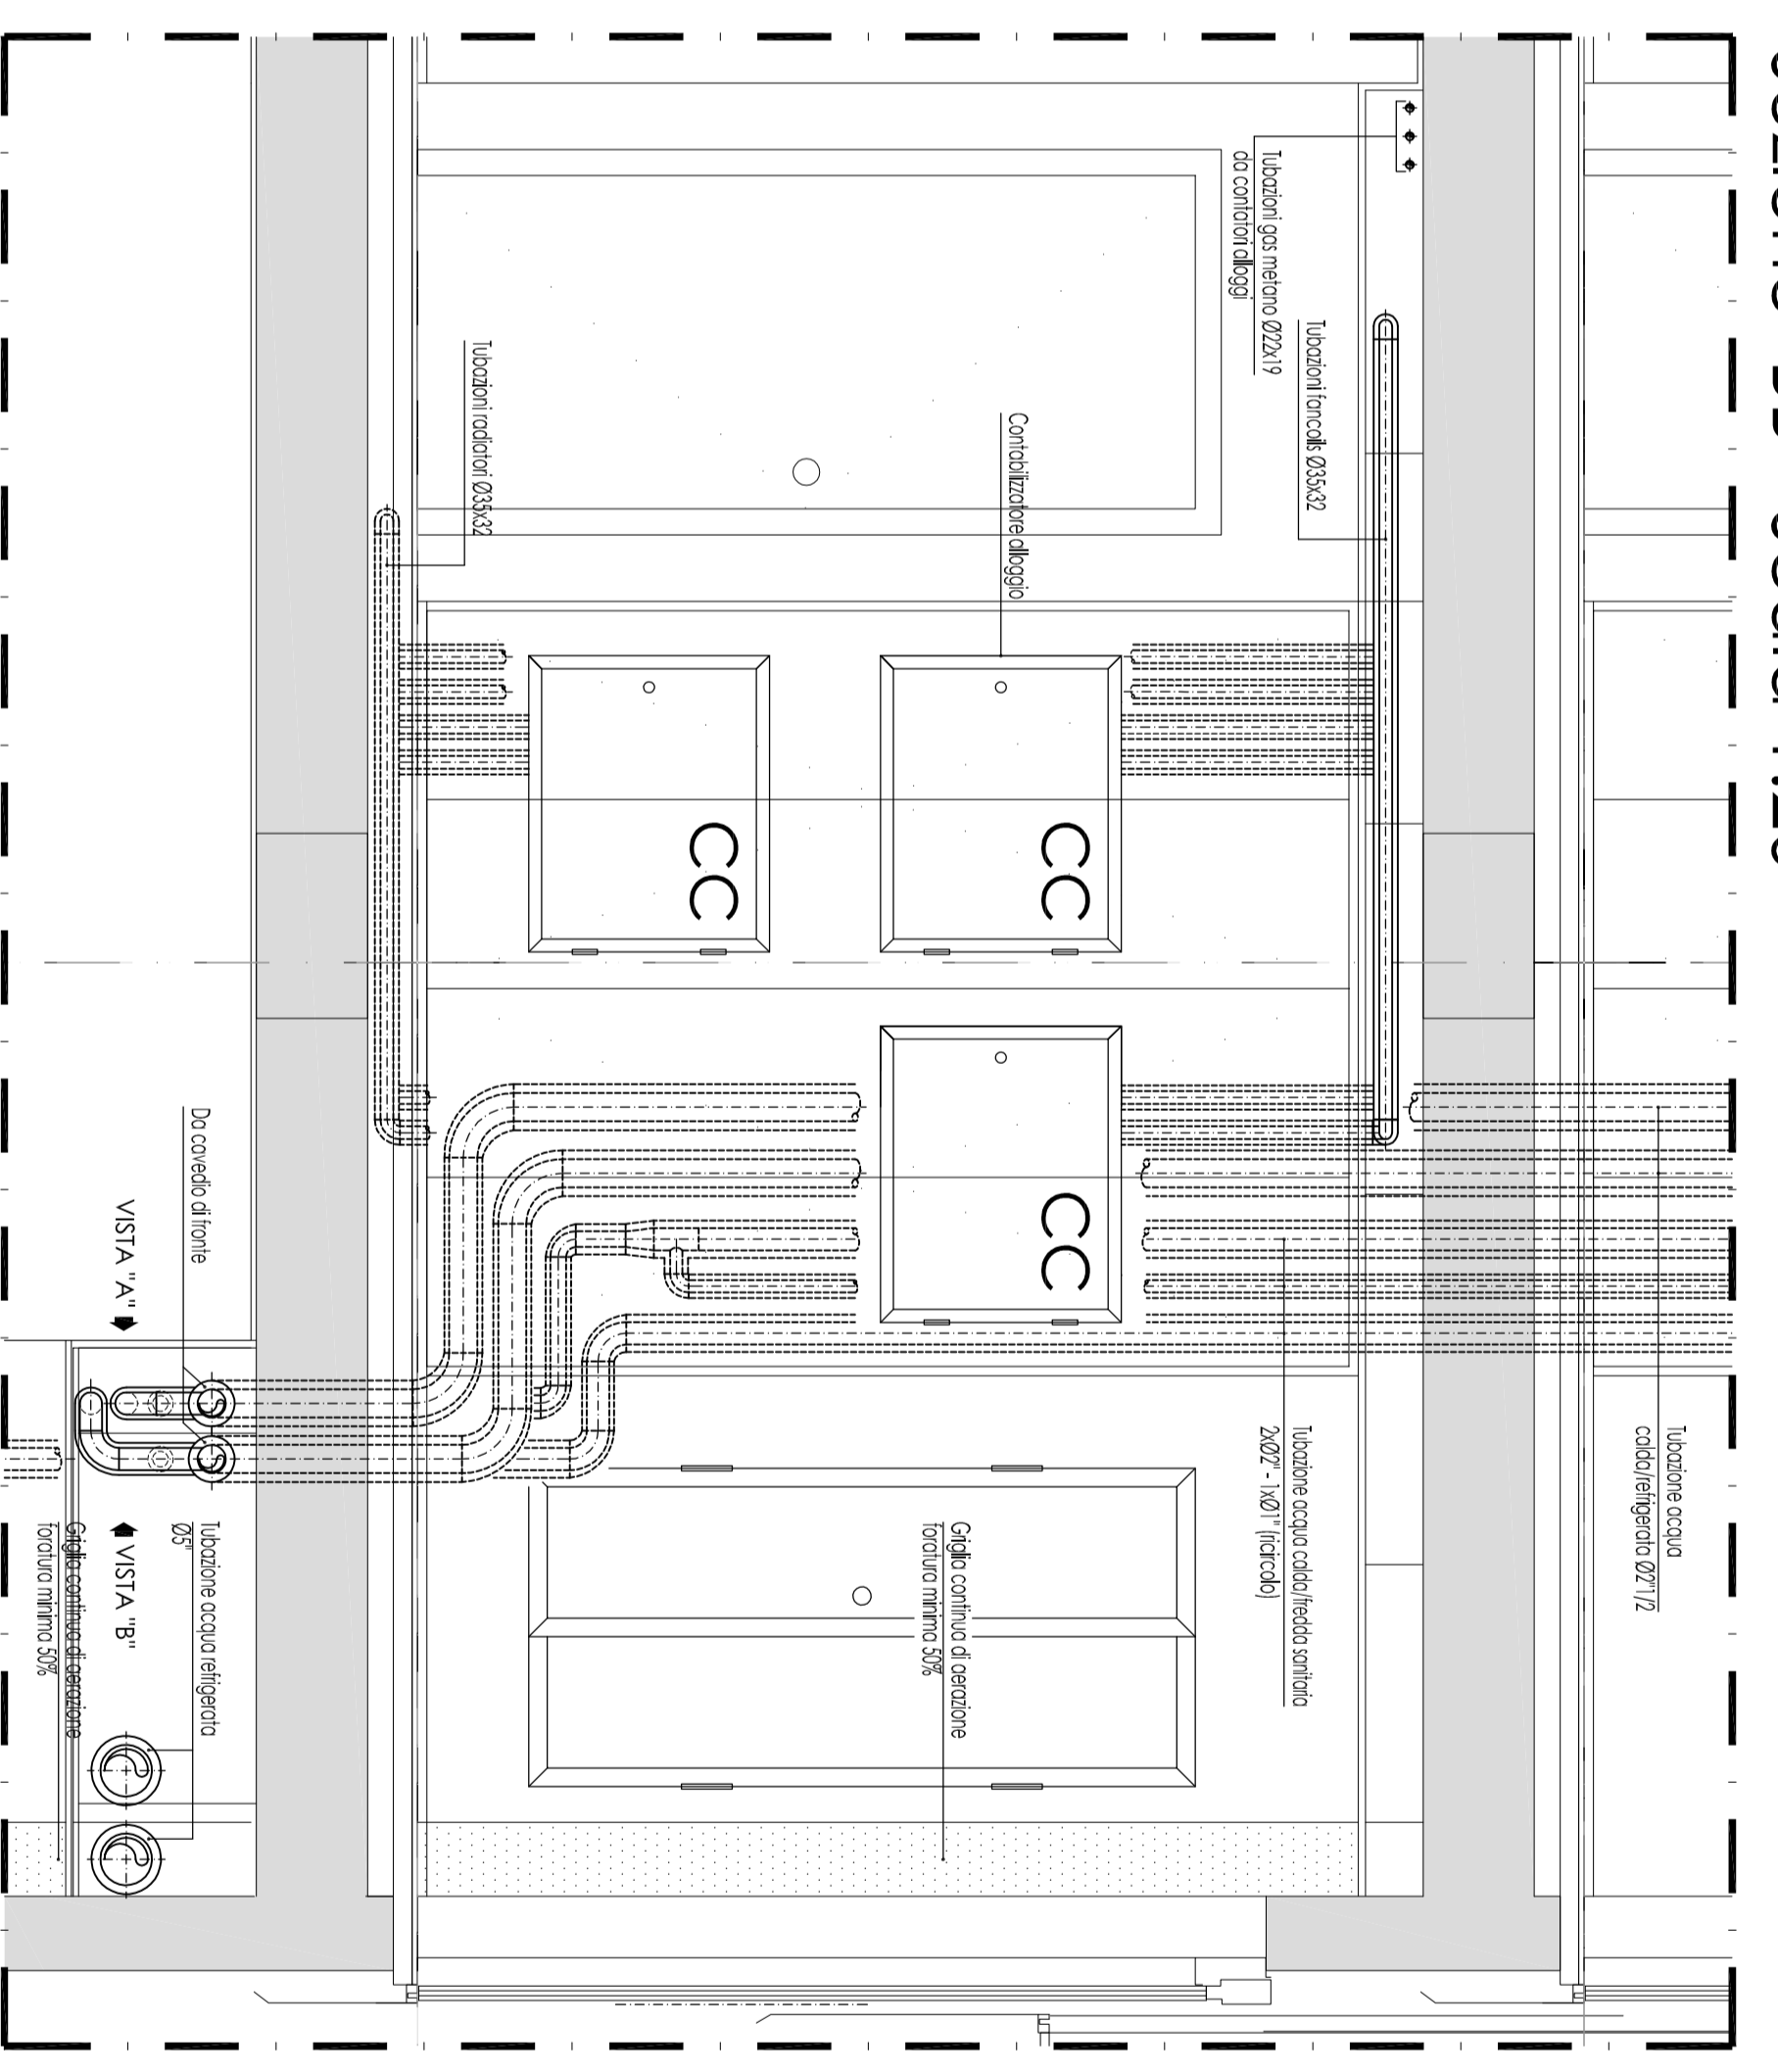 Tubazione acqua
calda/refrigerata Ø2"1/2
Tubazioni gas metano Ø22x19
da contatori alloggi
Tubazioni fancoils Ø35x32
Contabilizzatore alloggio
Tubazioni radiatori Ø35x32
CC
CC
CC
Tubazione acqua calda/fredda sanitaria
2xØ2" - 1xØ1" (ricircolo)
Griglia continua di aerazione
foratura minima 50%
Da cavedio di fronte
VISTA "A"
VISTA "B"
Tubazione acqua refrigerata
Ø5"
Griglia continua di aerazione
foratura minima 50%